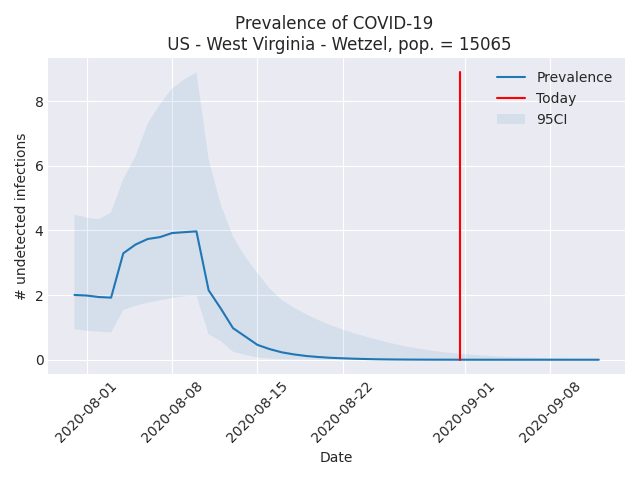 Prevalence of COVID-19
US - West Virginia - Wetzel, pop. = 15065
# undetected infections
8
6
4
2
0
Prevalence
Today
95CI
2020-08-01
2020-08-08
2020-08-15
2020-08-22
2020-09-01
2020-09-08
Date